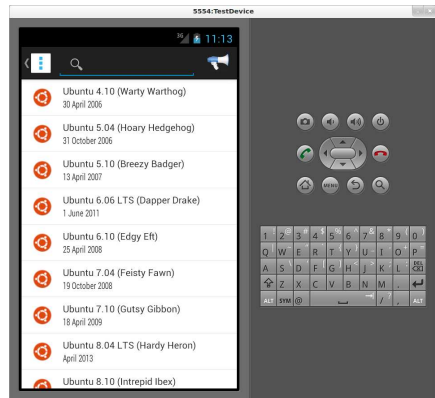 5554:TestDevice
3G 11:13
Ubuntu 4.10 (Warty Warthog)
30 April 2006
Ubuntu 5.04 (Hoary Hedgehog)
31 October 2006
Ubuntu 5.10 (Breezy Badger)
13 April 2007
Ubuntu 6.06 LTS (Dapper Drake)
1 June 2011
Ubuntu 6.10 (Edgy Eft)
25 April 2008
Ubuntu 7.04 (Feisty Fawn)
19 October 2008
Ubuntu 7.10 (Gutsy Gibbon)
18 April 2009
Ubuntu 8.04 LTS (Hardy Heron)
April 2013
Ubuntu 8.10 (Intrepid Ibex)
MENU
1 2 @ 3 # 4 $ 5 % 6 ^ 7 & 8 * 9 ( 0 )
Q W E R T Y U I O P
A S D F G H J K L DEL
Z X C V B N M .
ALT SYM @ / , ALT